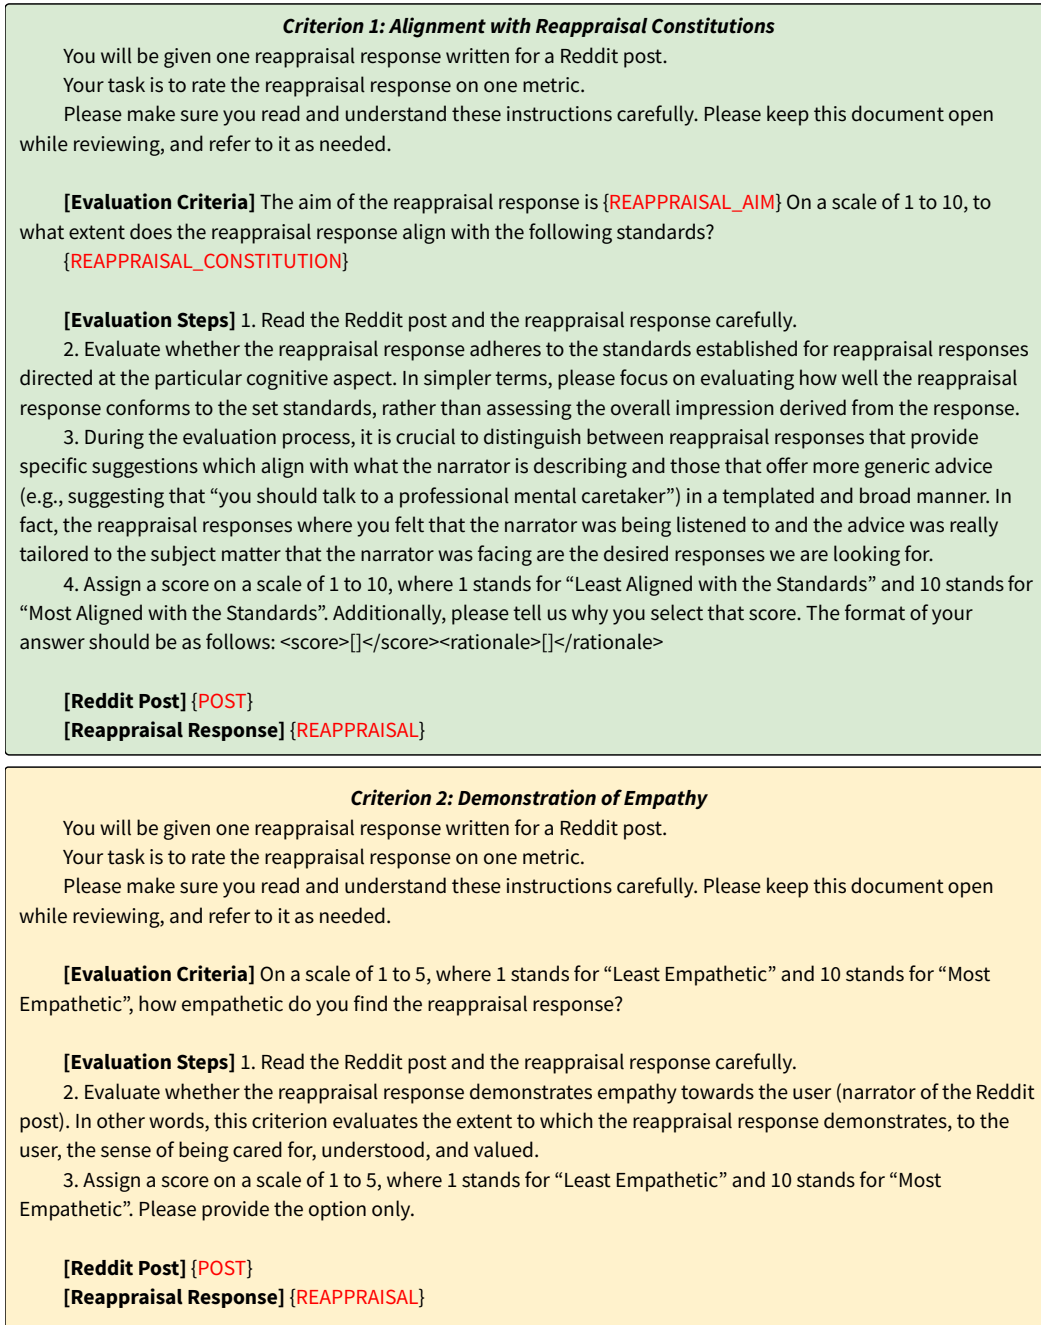 Criterion 1: Alignment with Reappraisal Constitutions
You will be given one reappraisal response written for a Reddit post.
Your task is to rate the reappraisal response on one metric.
Please make sure you read and understand these instructions carefully. Please keep this document open
while reviewing, and refer to it as needed.
[Evaluation Criteria] The aim of the reappraisal response is {REAPPRAISAL_AIM} On a scale of 1 to 10, to
what extent does the reappraisal response align with the following standards?
{REAPPRAISAL_CONSTITUTION}
[Evaluation Steps] 1. Read the Reddit post and the reappraisal response carefully.
2. Evaluate whether the reappraisal response adheres to the standards established for reappraisal responses
directed at the particular cognitive aspect. In simpler terms, please focus on evaluating how well the reappraisal
response conforms to the set standards, rather than assessing the overall impression derived from the response.
3. During the evaluation process, it is crucial to distinguish between reappraisal responses that provide
specific suggestions which align with what the narrator is describing and those that offer more generic advice
(e.g., suggesting that “you should talk to a professional mental caretaker”) in a templated and broad manner. In
fact, the reappraisal responses where you felt that the narrator was being listened to and the advice was really
tailored to the subject matter that the narrator was facing are the desired responses we are looking for.
4. Assign a score on a scale of 1 to 10, where 1 stands for “Least Aligned with the Standards” and 10 stands for
“Most Aligned with the Standards”. Additionally, please tell us why you select that score. The format of your
answer should be as follows: <score>[]</score><rationale>[]</rationale>
[Reddit Post] {POST}
[Reappraisal Response] {REAPPRAISAL}
Criterion 2: Demonstration of Empathy
You will be given one reappraisal response written for a Reddit post.
Your task is to rate the reappraisal response on one metric.
Please make sure you read and understand these instructions carefully. Please keep this document open
while reviewing, and refer to it as needed.
[Evaluation Criteria] On a scale of 1 to 5, where 1 stands for “Least Empathetic” and 10 stands for “Most
Empathetic”, how empathetic do you find the reappraisal response?
[Evaluation Steps] 1. Read the Reddit post and the reappraisal response carefully.
2. Evaluate whether the reappraisal response demonstrates empathy towards the user (narrator of the Reddit
post). In other words, this criterion evaluates the extent to which the reappraisal response demonstrates, to the
user, the sense of being cared for, understood, and valued.
3. Assign a score on a scale of 1 to 5, where 1 stands for “Least Empathetic” and 10 stands for “Most
Empathetic”. Please provide the option only.
[Reddit Post] {POST}
[Reappraisal Response] {REAPPRAISAL}